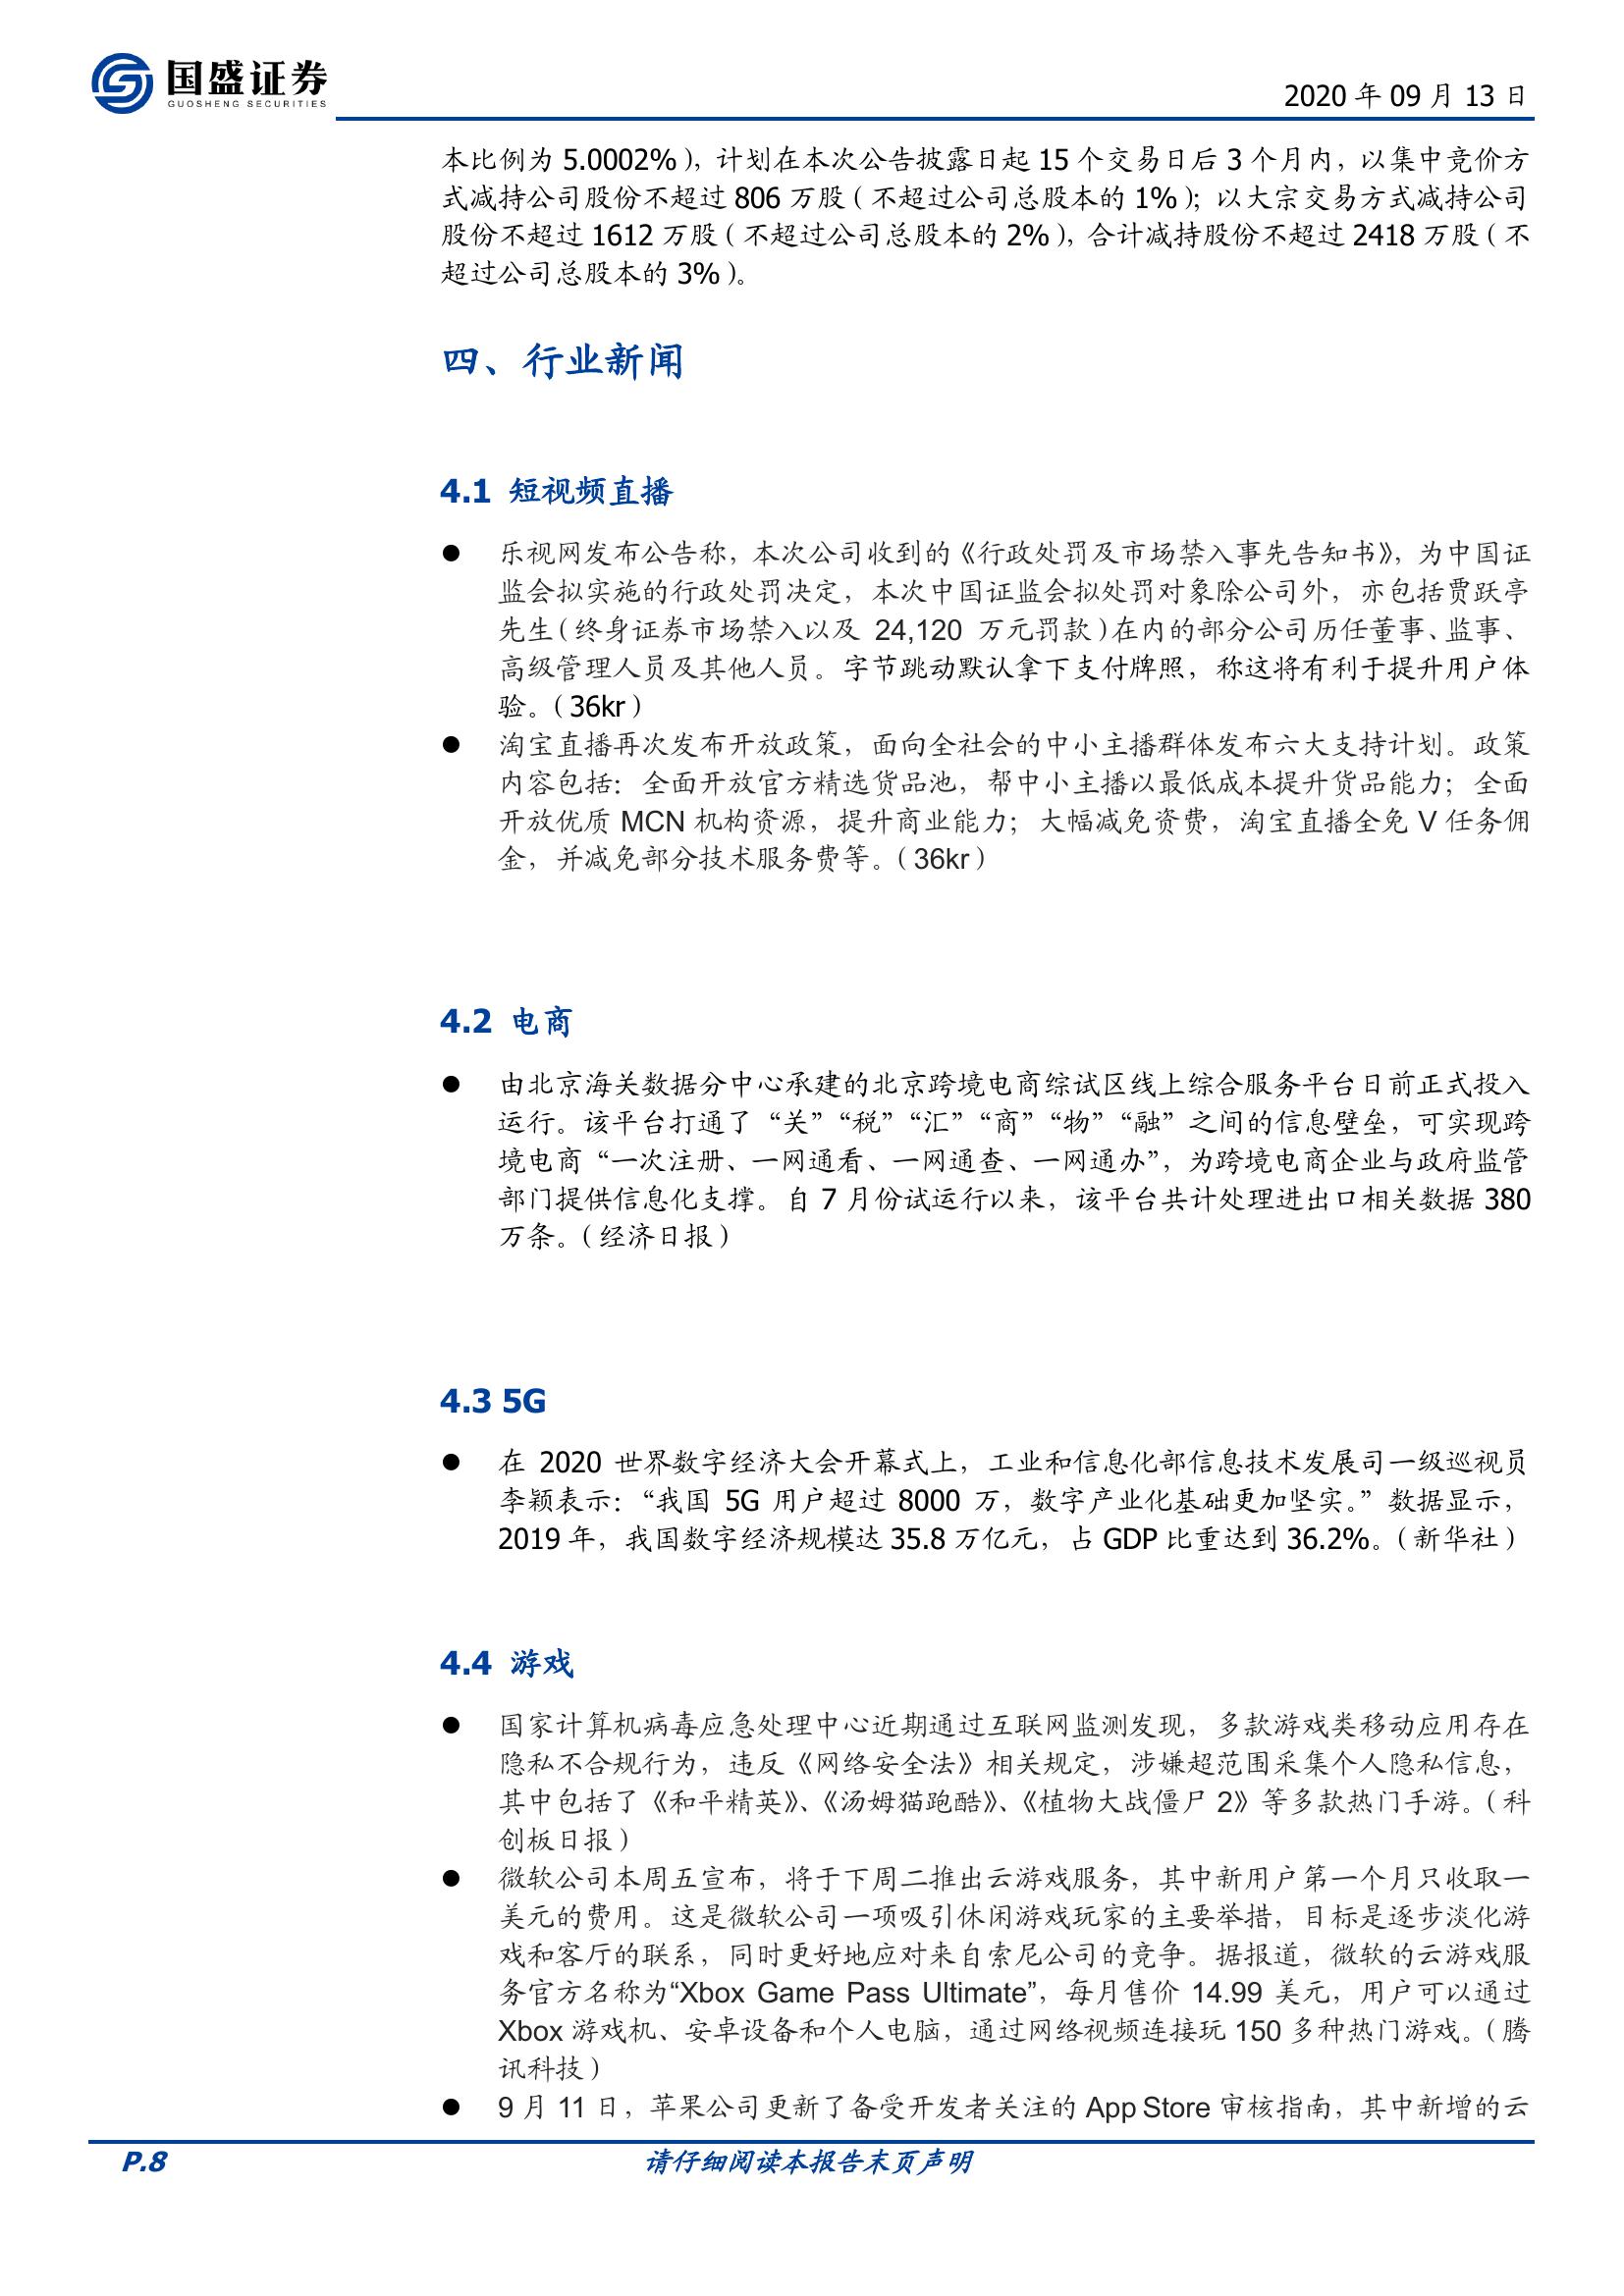 国盛证券
GUOSHENG SECURITIES
2020 年 09 月 13 日
本比例为 5.0002%），计划在本次公告披露日起 15 个交易日后 3 个月内，以集中竞价方
式减持公司股份不超过 806 万股（不超过公司总股本的 1%）；以大宗交易方式减持公司
股份不超过 1612 万股（不超过公司总股本的 2%），合计减持股份不超过 2418 万股（不
超过公司总股本的 3%）。
四、行业新闻
4.1 短视频直播
● 乐视网发布公告称，本次公司收到的《行政处罚及市场禁入事先告知书》，为中国证
监会拟实施的行政处罚决定，本次中国证监会拟处罚对象除公司外，亦包括贾跃亭
先生（终身证券市场禁入以及 24,120 万元罚款）在内的部分公司历任董事、监事、
高级管理人员及其他人员。字节跳动默认拿下支付牌照，称这将有利于提升用户体
验。（36kr）
● 淘宝直播再次发布开放政策，面向全社会的中小主播群体发布六大支持计划。政策
内容包括：全面开放官方精选货品池，帮中小主播以最低成本提升货品能力；全面
开放优质 MCN 机构资源，提升商业能力；大幅减免资费，淘宝直播全免 V 任务佣
金，并减免部分技术服务费等。（36kr）
4.2 电商
● 由北京海关数据分中心承建的北京跨境电商综试区线上综合服务平台日前正式投入
运行。该平台打通了“关”“税”“汇”“商”“物”“融”之间的信息壁垒，可实现跨
境电商“一次注册、一网通看、一网通查、一网通办”，为跨境电商企业与政府监管
部门提供信息化支撑。自 7 月份试运行以来，该平台共计处理进出口相关数据 380
万条。（经济日报）
4.3 5G
● 在 2020 世界数字经济大会开幕式上，工业和信息化部信息技术发展司一级巡视员
李颖表示：“我国 5G 用户超过 8000 万，数字产业化基础更加坚实。”数据显示，
2019 年，我国数字经济规模达 35.8 万亿元，占 GDP 比重达到 36.2%。（新华社）
4.4 游戏
● 国家计算机病毒应急处理中心近期通过互联网监测发现，多款游戏类移动应用存在
隐私不合规行为，违反《网络安全法》相关规定，涉嫌超范围采集个人隐私信息，
其中包括了《和平精英》、《汤姆猫跑酷》、《植物大战僵尸 2》等多款热门手游。（科
创板日报）
● 微软公司本周五宣布，将于下周二推出云游戏服务，其中新用户第一个月只收取一
美元的费用。这是微软公司一项吸引休闲游戏玩家的主要举措，目标是逐步淡化游
戏和客厅的联系，同时更好地应对来自索尼公司的竞争。据报道，微软的云游戏服
务官方名称为“Xbox Game Pass Ultimate”，每月售价 14.99 美元，用户可以通过
Xbox 游戏机、安卓设备和个人电脑，通过网络视频连接玩 150 多种热门游戏。（腾
讯科技）
● 9 月 11 日，苹果公司更新了备受开发者关注的 App Store 审核指南，其中新增的云
P.8
请仔细阅读本报告末页声明